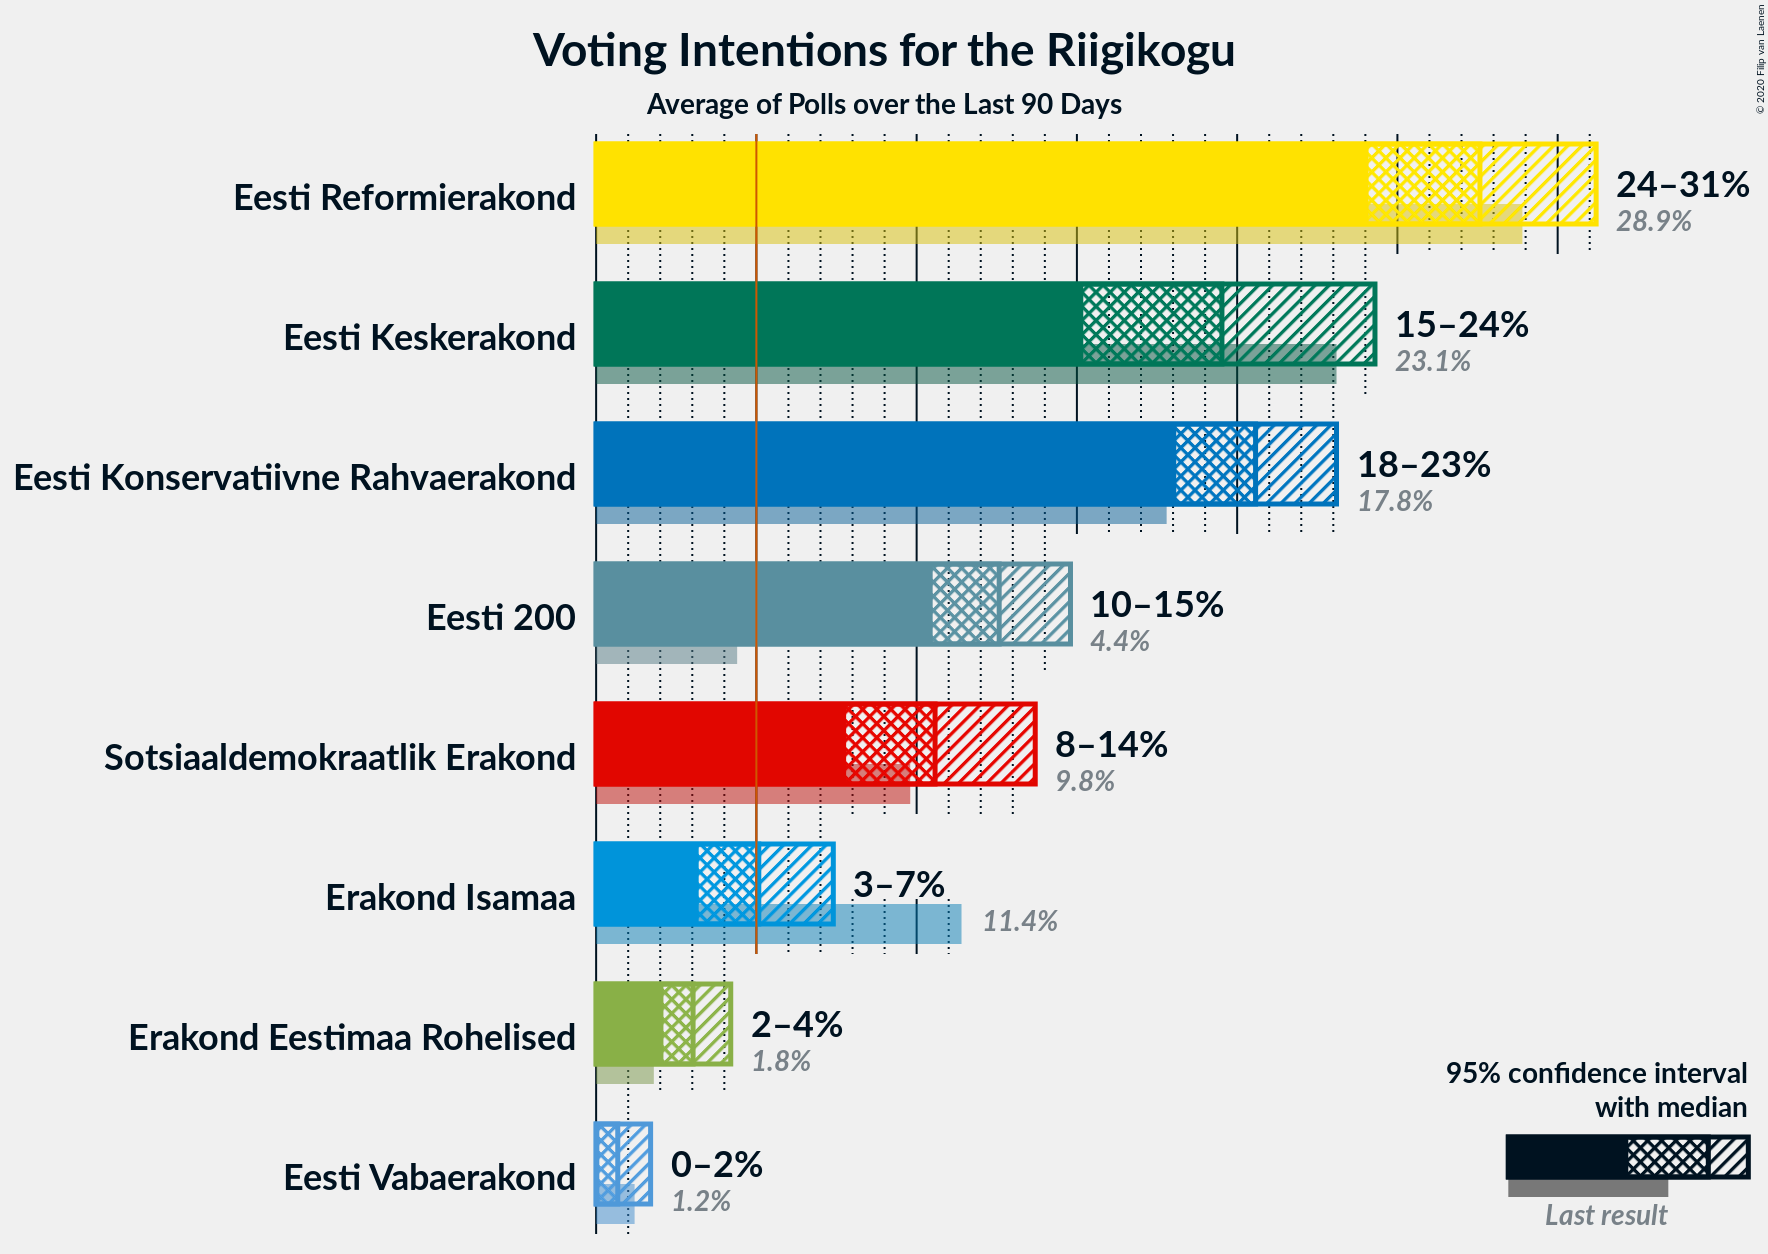 Voting Intentions for the Riigikogu
Average of Polls over the Last 90 Days
© 2020 Filip van Laenen
Eesti Reformierakond
24–31%
28.9%
Eesti Keskerakond
15–24%
23.1%
Eesti Konservatiivne Rahvaerakond
18–23%
17.8%
Eesti 200
10–15%
4.4%
Sotsiaaldemokraatlik Erakond
8–14%
9.8%
Erakond Isamaa
3–7%
11.4%
Erakond Eestimaa Rohelised
2–4%
1.8%
Eesti Vabaerakond
0–2%
1.2%
95% confidence interval
with median
Last result